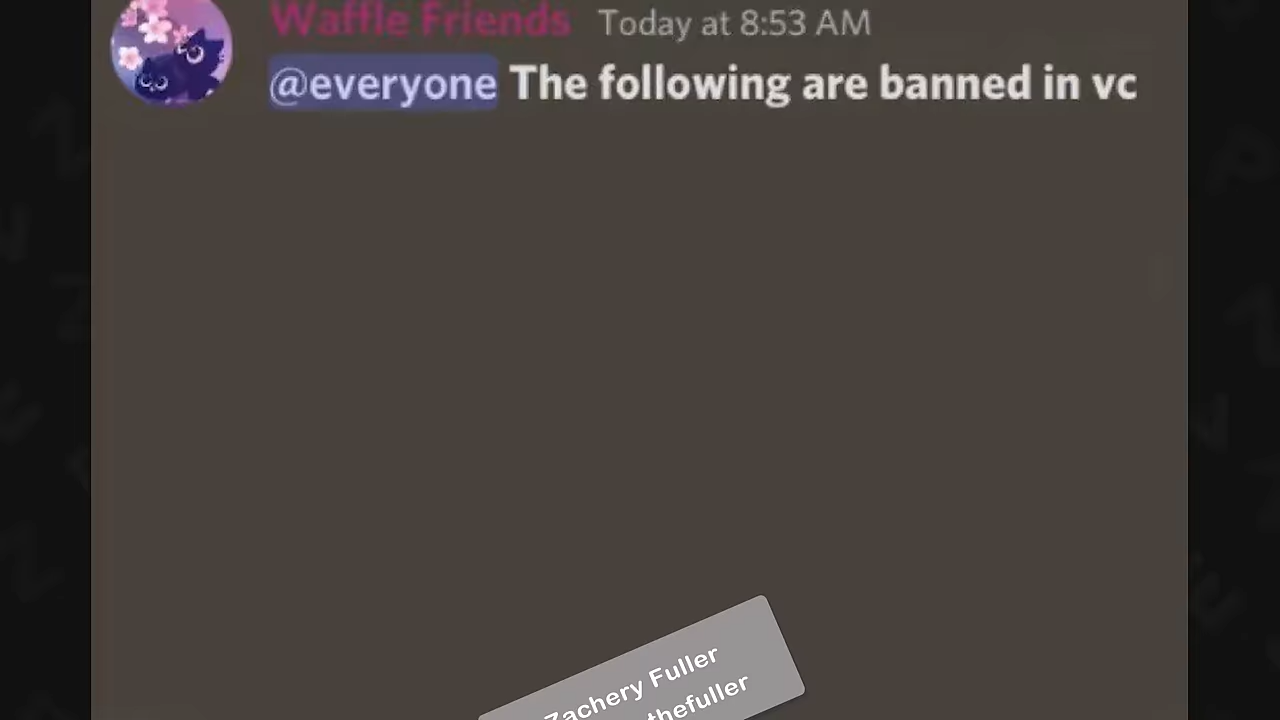 Waffle Friends Today at 8:53 AM
@everyone The following are banned in vc
Zachery Fuller
thefuller